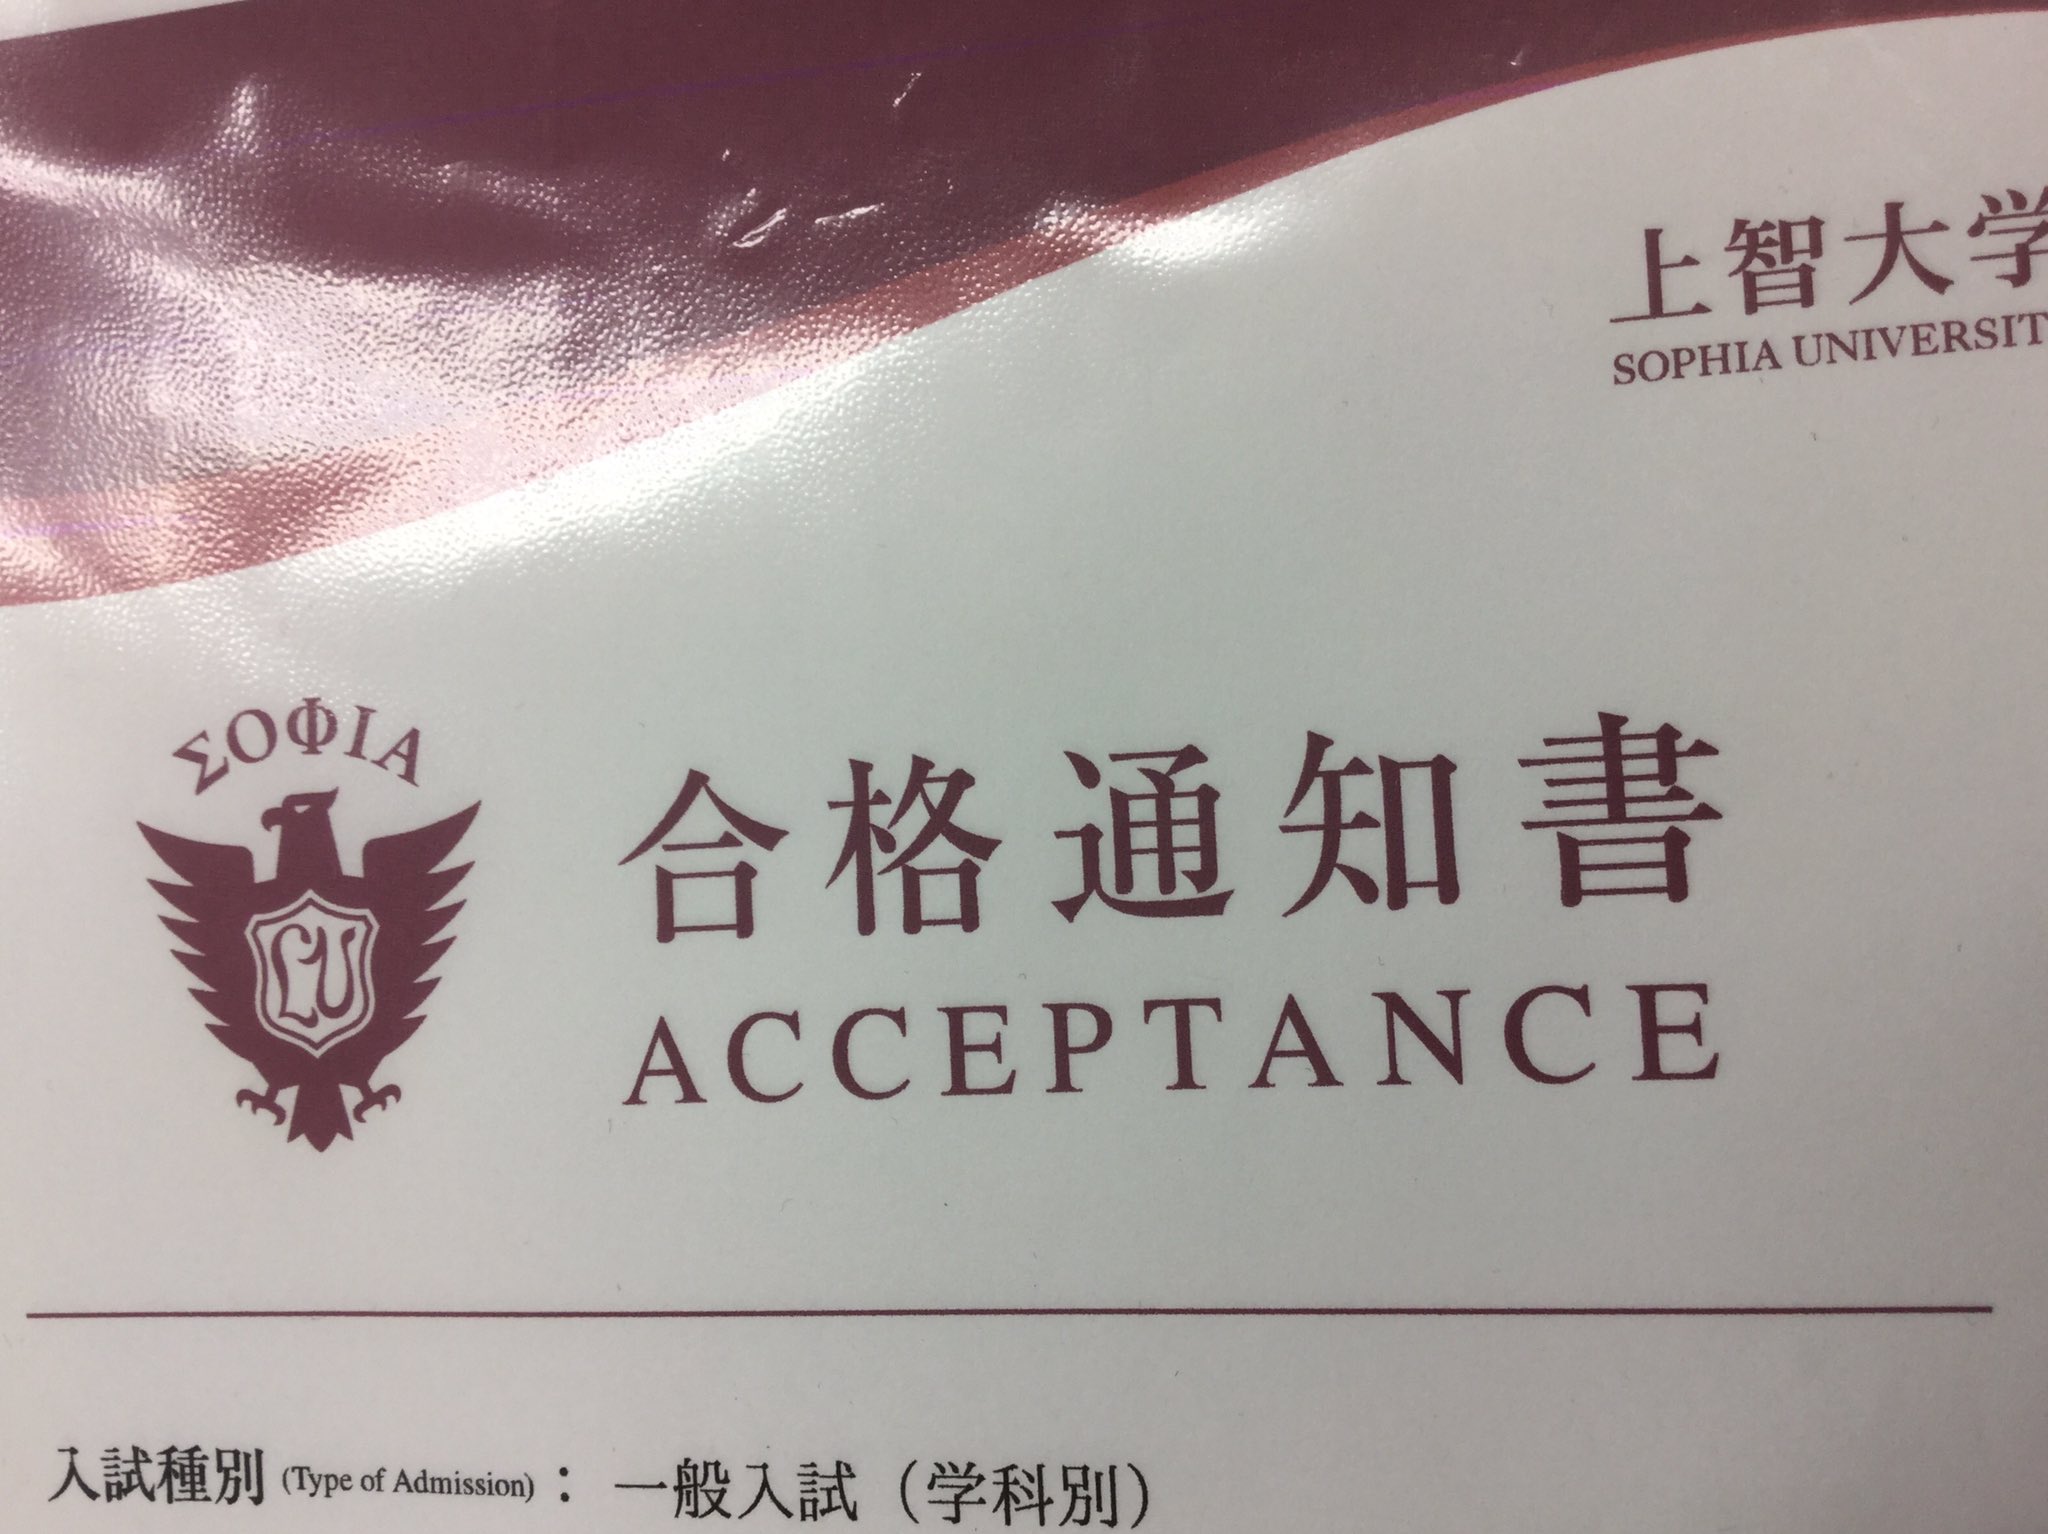 上智大学
SOPHIA UNIVERSIT
ΣΟΦΙΑ
LV
合格通知書
ACCEPTANCE
入試種別 (Type of Admission) : 一般入試 (学科別)